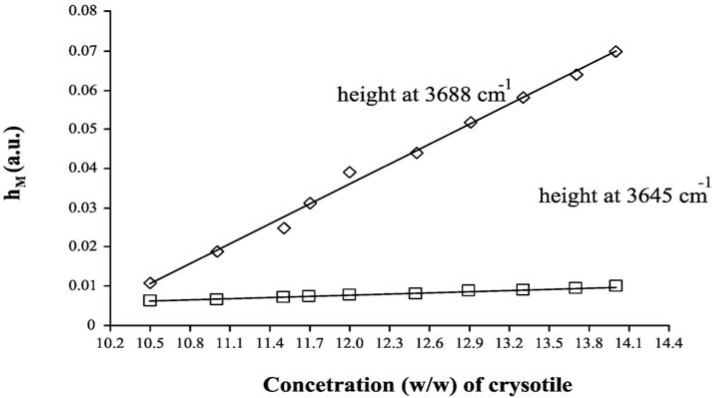 0.08
0.07
0.06
0.05
0.04
0.03
0.02
0.01
0
hM (a.u.)
height at 3688 cm-1
height at 3645 cm-1
10.2 10.5 10.8 11.1 11.4 11.7 12.0 12.3 12.6 12.9 13.2 13.5 13.8 14.1 14.4
Concetration (w/w) of crysotile